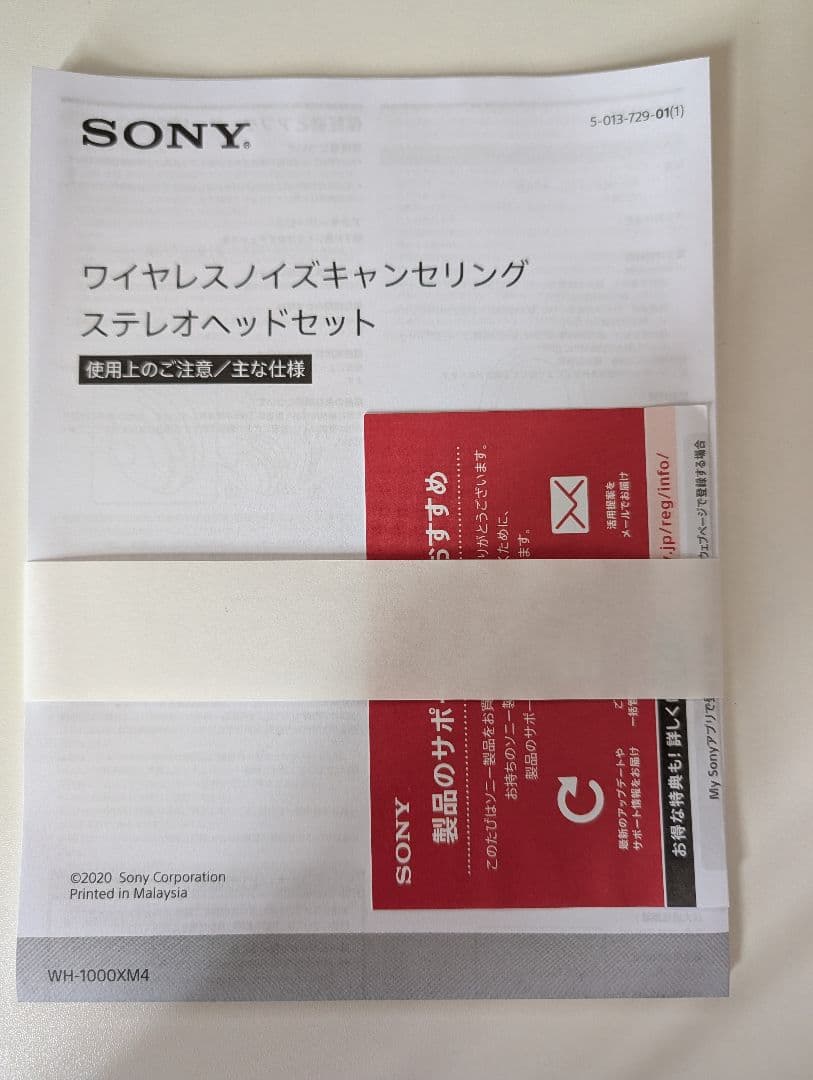 SONY®
5-013-729-01(1)
ワイヤレスノイズキャンセリング
ステレオヘッドセット
使用上のご注意／主な仕様
SONY
製品のサポ
おすすめ
このたびはソニー製品をお買
りがとうございます。
お持ちのソニー製
くために、
製品のサポー
ます。
最新のアップデートや
サポート情報をお届け
活用提案を
メールでお届け
.jp/reg/info/
お得な特典も！詳しく
My Sonyアプリで
ウェブページで登録する場合
©2020 Sony Corporation
Printed in Malaysia
WH-1000XM4